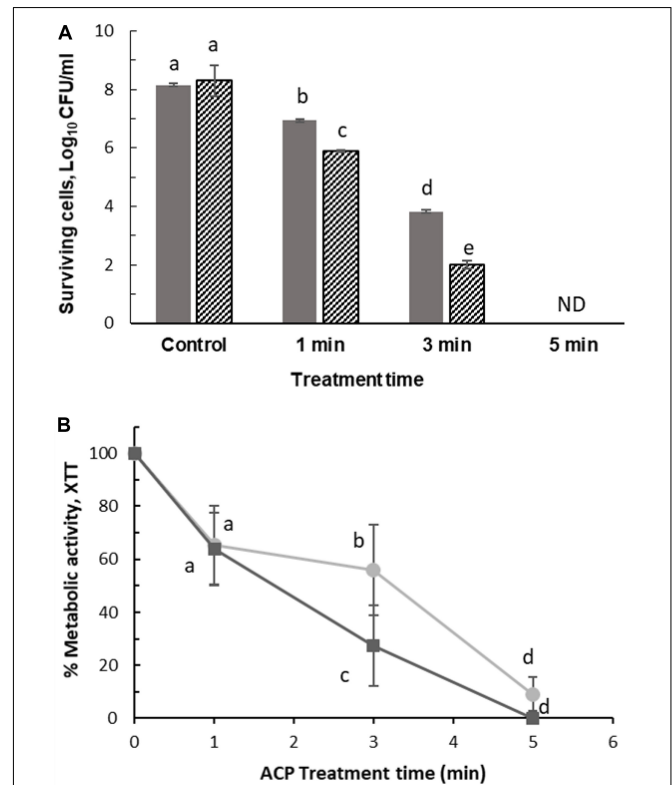 A
10
8
6
4
2
0
Surviving cells, Log10 CFU/ml
a
a
b
c
d
e
ND
Control 1 min 3 min 5 min
Treatment time
B
100
80
60
40
20
0
% Metabolic activity, XTT
a
a
b
c
d
d
0 1 2 3 4 5 6
ACP Treatment time (min)